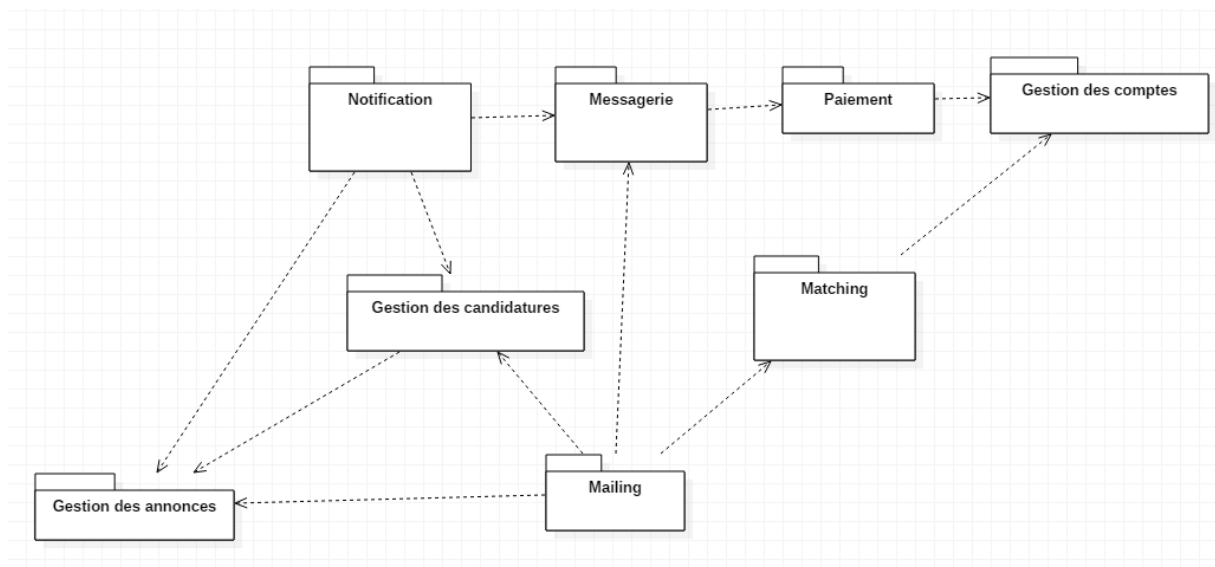 Notification
Messagerie
Paiement
Gestion des comptes
Gestion des candidatures
Matching
Gestion des annonces
Mailing